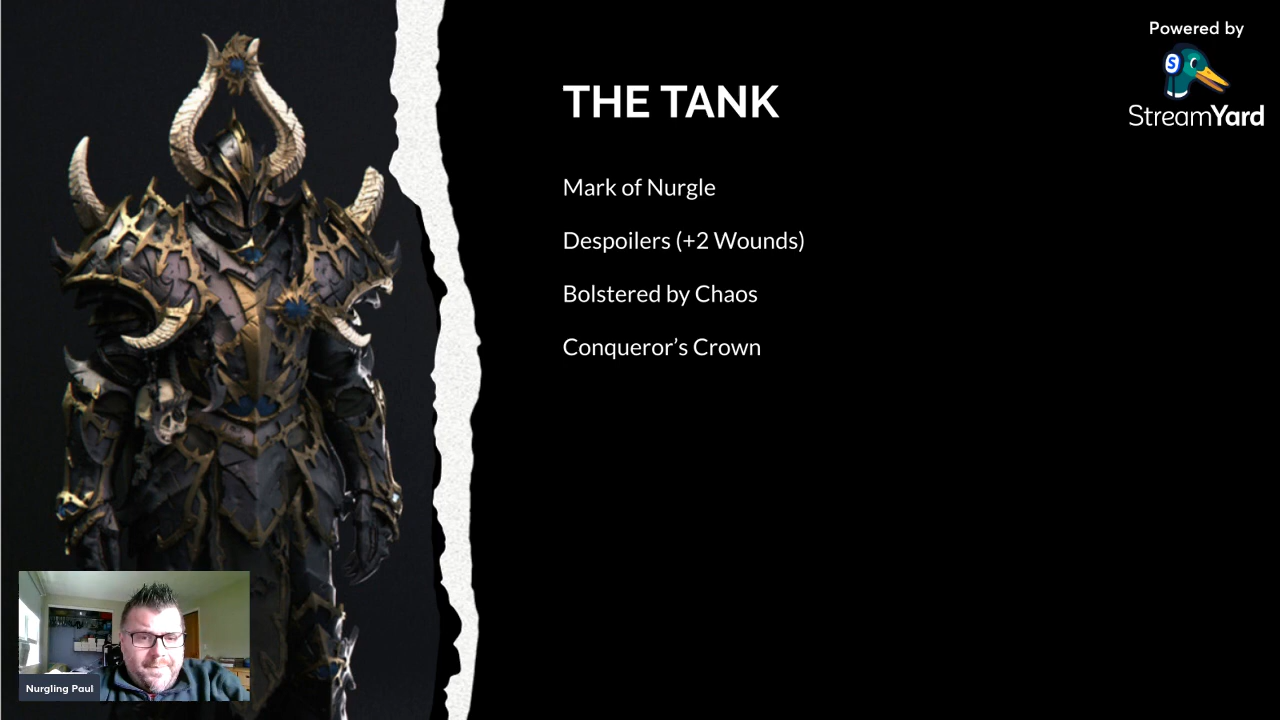 Powered by
StreamYard
THE TANK
Mark of Nurgle
Despoilers (+2 Wounds)
Bolstered by Chaos
Conqueror’s Crown
S
Nurgling Paul